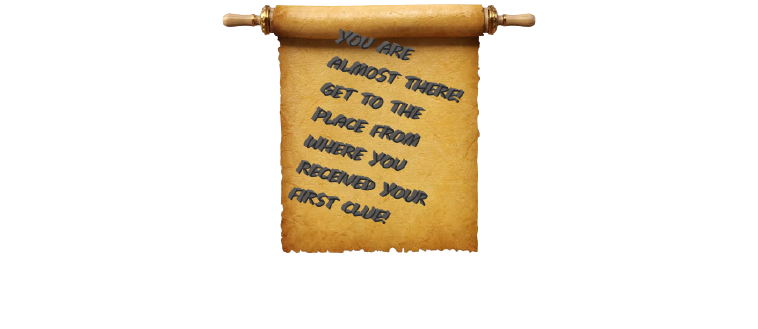 YOU ARE
ALMOST THERE!
GET TO THE
PLACE FROM
WHERE YOU
RECEIVED YOUR
FIRST CLUE!